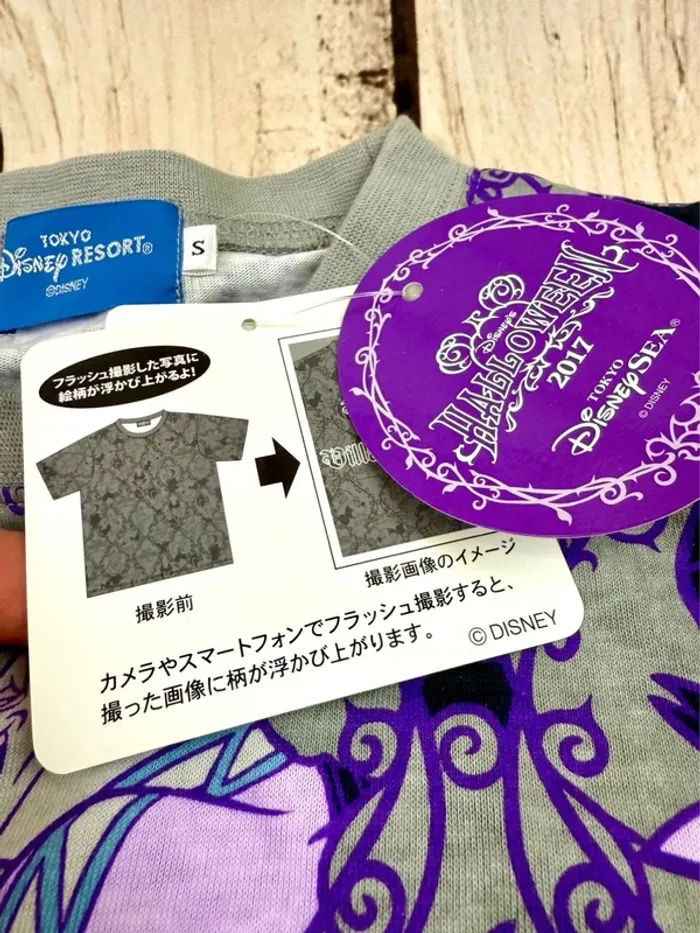 TOKYO
Disney RESORT®
©DISNEY
S
Disney's
HALLOWEEN
2017
TOKYO
DisneySEA®
©DISNEY
フラッシュ撮影した写真に
絵柄が浮かび上がるよ!
撮影前
撮影画像のイメージ
カメラやスマートフォンでフラッシュ撮影すると、
撮った画像に柄が浮かび上がります。
©DISNEY